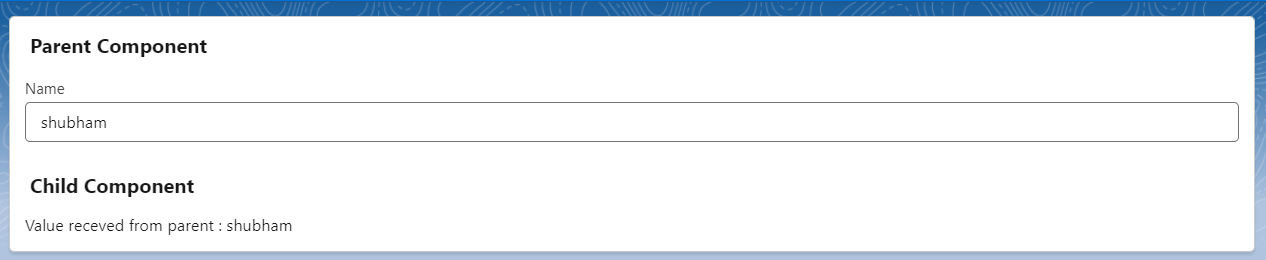 Parent Component
Name
shubham
Child Component
Value receved from parent : shubham